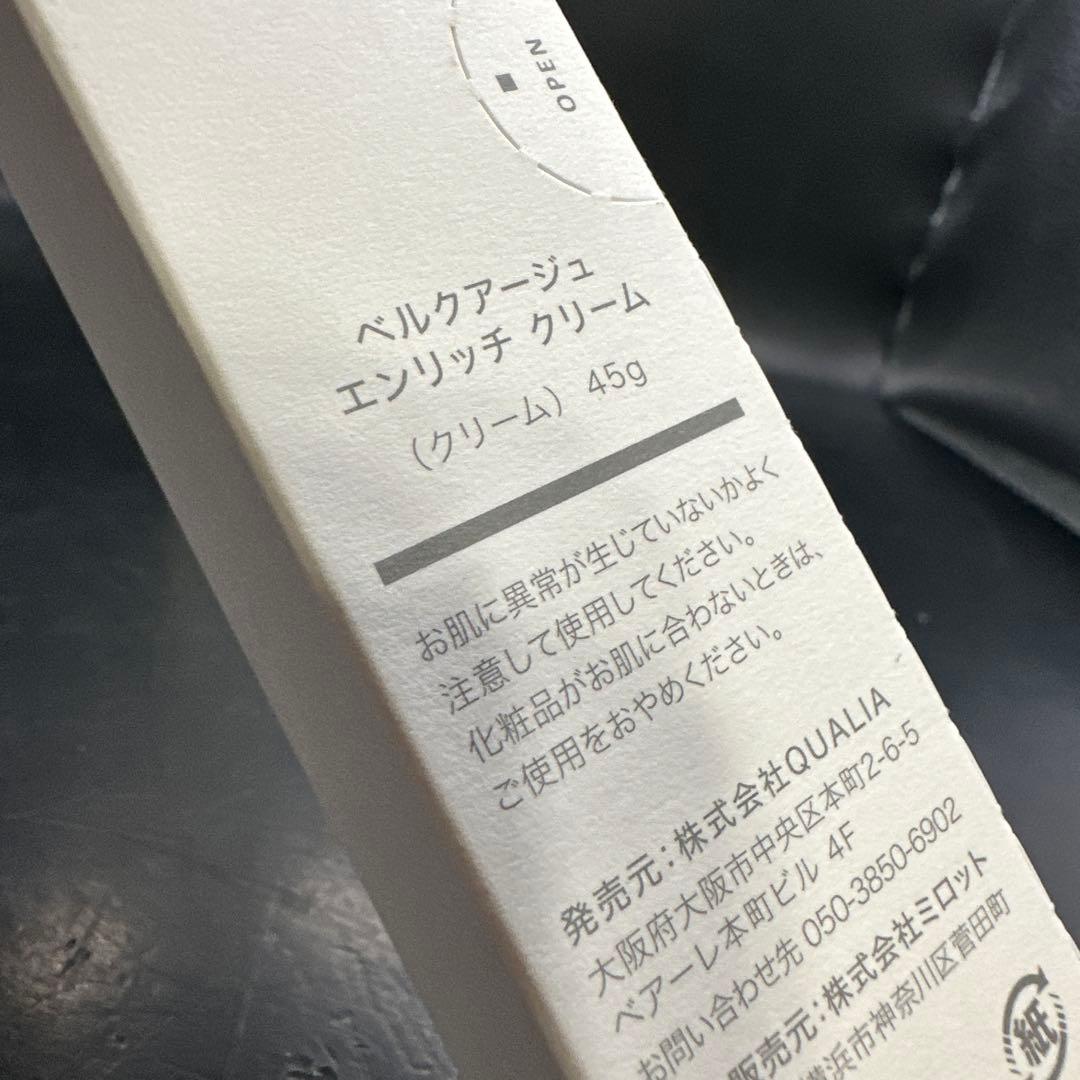 OPEN
ベルクアージュ
エンリッチ クリーム
（クリーム） 45g
お肌に異常が生じていないかよく
注意して使用してください。
化粧品がお肌に合わないときは、
ご使用をおやめください。
発売元：株式会社QUALIA
大阪府大阪市中央区本町2-6-5
ベアーレ本町ビル 4F
お問い合わせ先 050-3850-6902
販売元：株式会社ミロット
横浜市神奈川区菅田町
紙